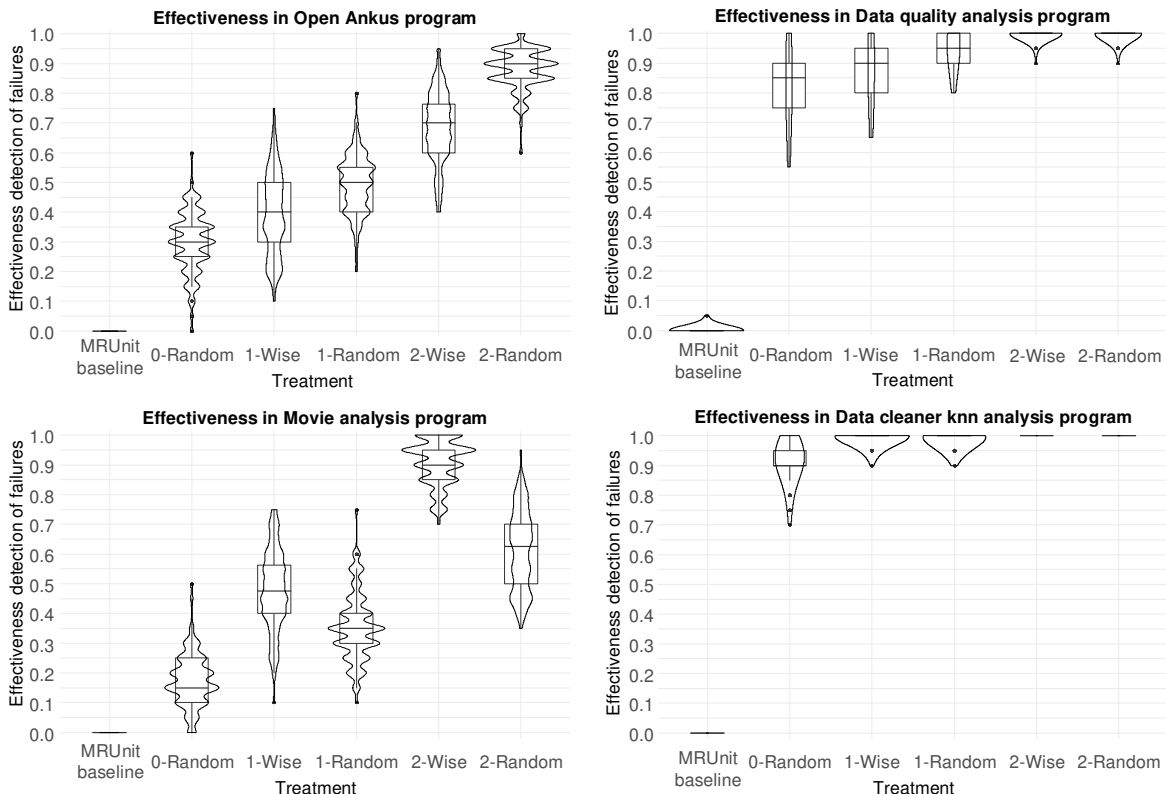 Effectiveness in Open Ankus program
Effectiveness detection of failures
1.0
0.9
0.8
0.7
0.6
0.5
0.4
0.3
0.2
0.1
0.0
MRUnit
baseline
0-Random
1-Wise
1-Random
2-Wise
2-Random
Treatment
Effectiveness in Data quality analysis program
Effectiveness detection of failures
1.0
0.9
0.8
0.7
0.6
0.5
0.4
0.3
0.2
0.1
0.0
MRUnit
baseline
0-Random
1-Wise
1-Random
2-Wise
2-Random
Treatment
Effectiveness in Movie analysis program
Effectiveness detection of failures
1.0
0.9
0.8
0.7
0.6
0.5
0.4
0.3
0.2
0.1
0.0
MRUnit
baseline
0-Random
1-Wise
1-Random
2-Wise
2-Random
Treatment
Effectiveness in Data cleaner knn analysis program
Effectiveness detection of failures
1.0
0.9
0.8
0.7
0.6
0.5
0.4
0.3
0.2
0.1
0.0
MRUnit
baseline
0-Random
1-Wise
1-Random
2-Wise
2-Random
Treatment